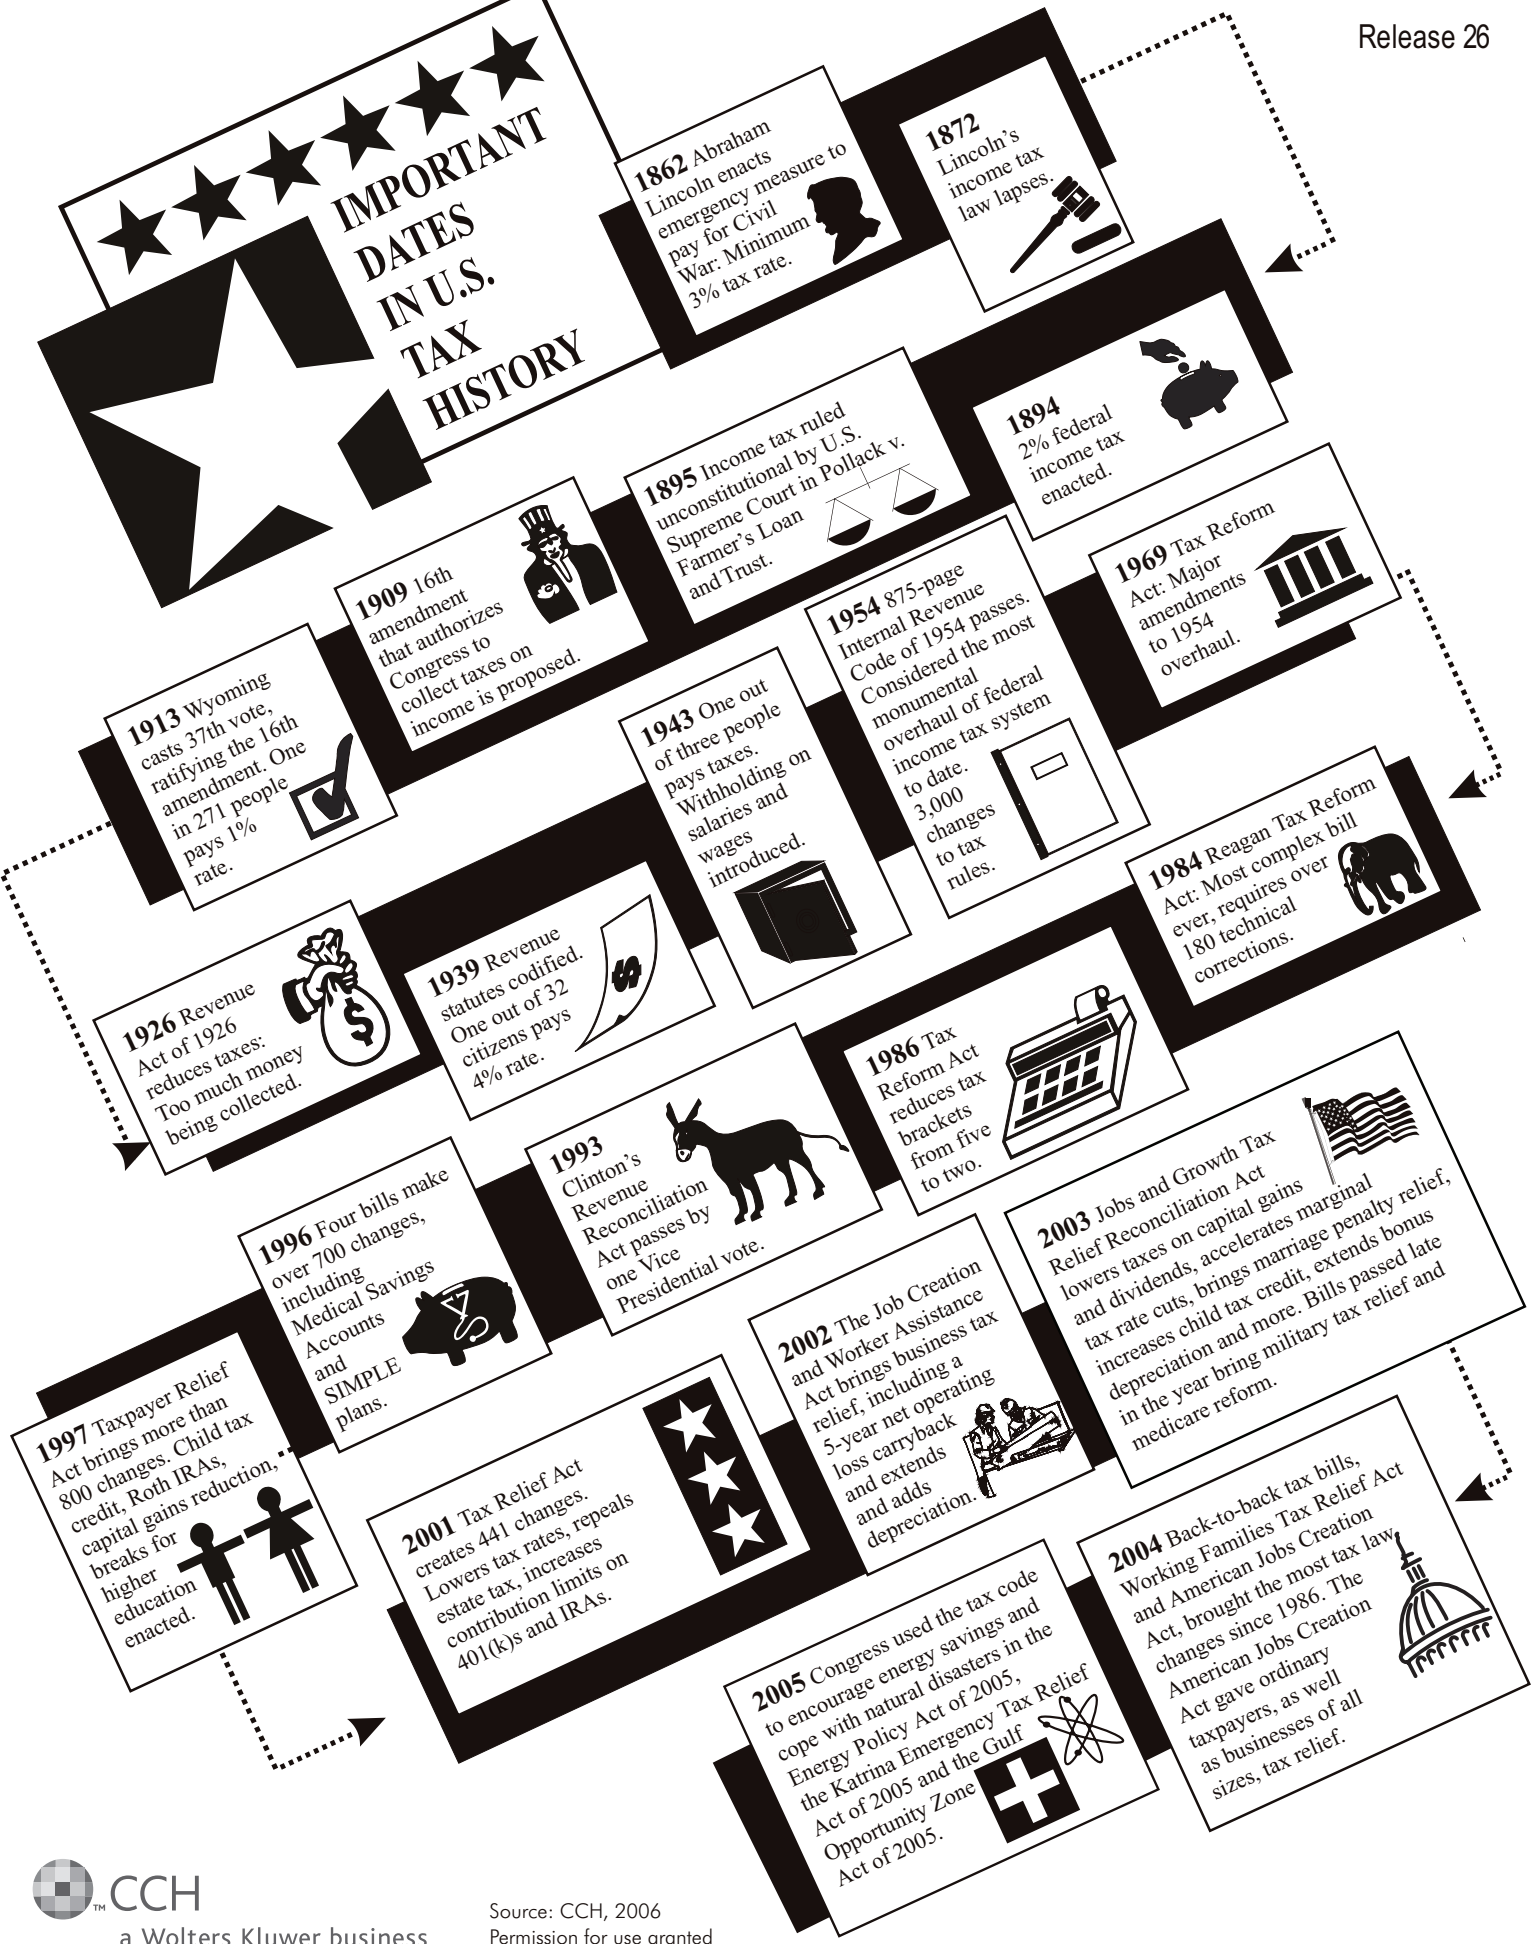 Release 26
IMPORTANT
DATES
IN U.S.
TAX
HISTORY
1862 Abraham
Lincoln enacts
emergency measure to
pay for Civil
War: Minimum
3% tax rate.
1872
Lincoln's
income tax
law lapses.
1894
2% federal
income tax
enacted.
1895 Income tax ruled
unconstitutional by U.S.
Supreme Court in Pollack v.
Farmer's Loan
and Trust.
1909 16th
amendment
that authorizes
Congress to
collect taxes on
income is proposed.
1913 Wyoming
casts 37th vote,
ratifying the 16th
amendment. One
in 271 people
pays 1%
rate.
1926 Revenue
Act of 1926
reduces taxes:
Too much money
being collected.
$
1939 Revenue
statutes codified.
One out of 32
citizens pays
4% rate.
$
1943 One out
of three people
pays taxes.
Withholding on
salaries and
wages
introduced.
1954 875-page
Internal Revenue
Code of 1954 passes.
Considered the most
monumental
overhaul of federal
income tax system
to date.
3,000
changes
to tax
rules.
1969 Tax Reform
Act: Major
amendments
to 1954
overhaul.
1984 Reagan Tax Reform
Act: Most complex bill
ever, requires over
180 technical
corrections.
1986 Tax
Reform Act
reduces tax
brackets
from five
to two.
1993
Clinton's
Revenue
Reconciliation
Act passes by
one Vice
Presidential vote.
1996 Four bills make
over 700 changes,
including
Medical Savings
Accounts
and
SIMPLE
plans.
1997 Taxpayer Relief
Act brings more than
800 changes. Child tax
credit, Roth IRAs,
capital gains reduction,
breaks for
higher
education
enacted.
2001 Tax Relief Act
creates 441 changes.
Lowers tax rates, repeals
estate tax, increases
contribution limits on
401(k)s and IRAs.
2002 The Job Creation
and Worker Assistance
Act brings business tax
relief, including a
5-year net operating
loss carryback
and extends
and adds
depreciation.
2003 Jobs and Growth Tax
Relief Reconciliation Act
lowers taxes on capital gains
and dividends, accelerates marginal
tax rate cuts, brings marriage penalty relief,
increases child tax credit, extends bonus
depreciation and more. Bills passed late
in the year bring military tax relief and
medicare reform.
2004 Back-to-back tax bills,
Working Families Tax Relief Act
and American Jobs Creation
Act, brought the most tax law
changes since 1986. The
American Jobs Creation
Act gave ordinary
taxpayers, as well
as businesses of all
sizes, tax relief.
2005 Congress used the tax code
to encourage energy savings and
cope with natural disasters in the
Energy Policy Act of 2005,
the Katrina Emergency Tax Relief
Act of 2005 and the Gulf
Opportunity Zone
Act of 2005.
TM CCH
a Wolters Kluwer business
Source: CCH, 2006
Permission for use granted